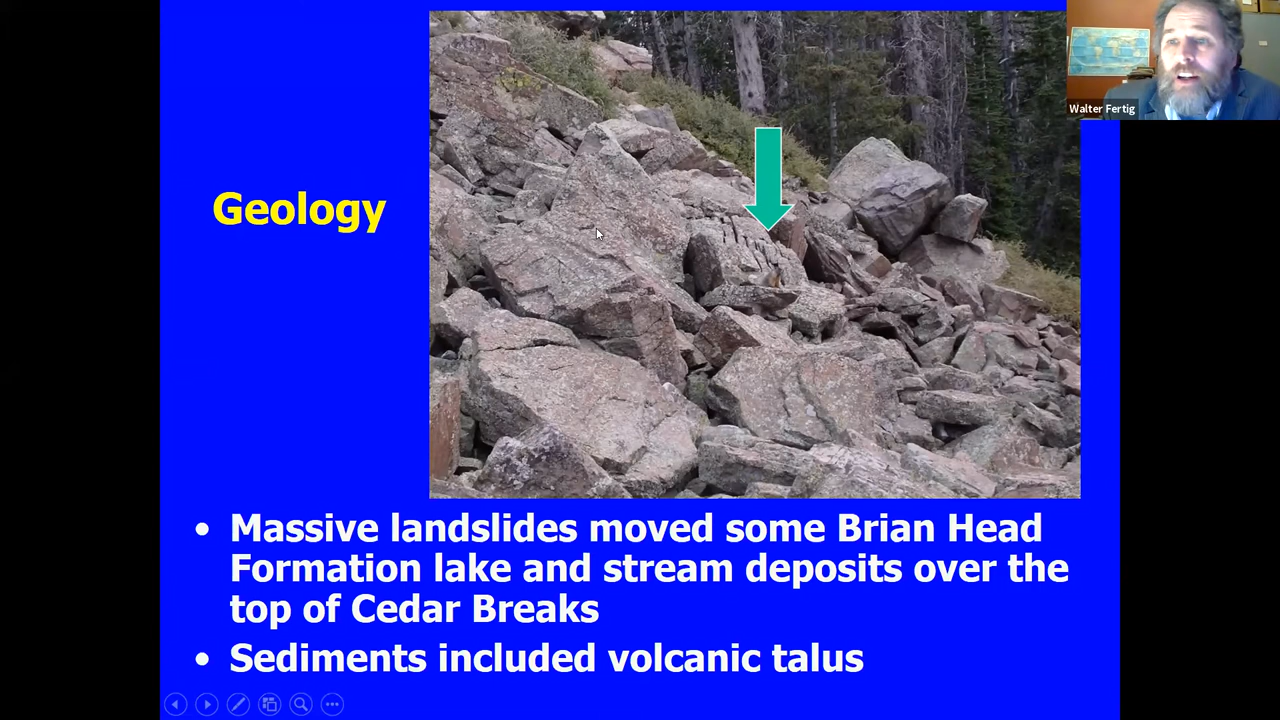 Walter Fertig
Geology
• Massive landslides moved some Brian Head
Formation lake and stream deposits over the
top of Cedar Breaks
• Sediments included volcanic talus